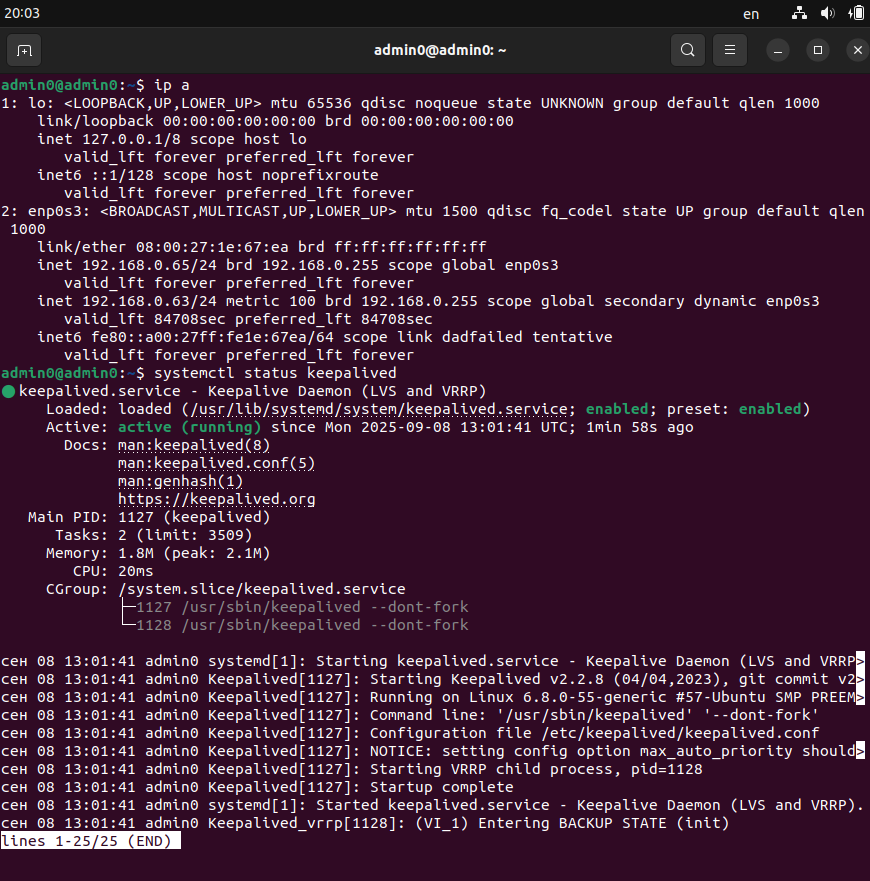 20:03
en
admin0@admin0: ~
admin0@admin0:~$ ip a
1: lo: <LOOPBACK,UP,LOWER_UP> mtu 65536 qdisc noqueue state UNKNOWN group default qlen 1000
    link/loopback 00:00:00:00:00:00 brd 00:00:00:00:00:00
    inet 127.0.0.1/8 scope host lo
       valid_lft forever preferred_lft forever
    inet6 ::1/128 scope host noprefixroute
       valid_lft forever preferred_lft forever
2: enp0s3: <BROADCAST,MULTICAST,UP,LOWER_UP> mtu 1500 qdisc fq_codel state UP group default qlen
 1000
    link/ether 08:00:27:1e:67:ea brd ff:ff:ff:ff:ff:ff
    inet 192.168.0.65/24 brd 192.168.0.255 scope global enp0s3
       valid_lft forever preferred_lft forever
    inet 192.168.0.63/24 metric 100 brd 192.168.0.255 scope global secondary dynamic enp0s3
       valid_lft 84708sec preferred_lft 84708sec
    inet6 fe80::a00:27ff:fe1e:67ea/64 scope link dadfailed tentative
       valid_lft forever preferred_lft forever
admin0@admin0:~$ systemctl status keepalived
● keepalived.service - Keepalive Daemon (LVS and VRRP)
     Loaded: loaded (/usr/lib/systemd/system/keepalived.service; enabled; preset: enabled)
     Active: active (running) since Mon 2025-09-08 13:01:41 UTC; 1min 58s ago
       Docs: man:keepalived(8)
             man:keepalived.conf(5)
             man:genhash(1)
             https://keepalived.org
   Main PID: 1127 (keepalived)
      Tasks: 2 (limit: 3509)
     Memory: 1.8M (peak: 2.1M)
        CPU: 20ms
     CGroup: /system.slice/keepalived.service
             ├─1127 /usr/sbin/keepalived --dont-fork
             └─1128 /usr/sbin/keepalived --dont-fork
сен 08 13:01:41 admin0 systemd[1]: Starting keepalived.service - Keepalive Daemon (LVS and VRRP>
сен 08 13:01:41 admin0 Keepalived[1127]: Starting Keepalived v2.2.8 (04/04,2023), git commit v2>
сен 08 13:01:41 admin0 Keepalived[1127]: Running on Linux 6.8.0-55-generic #57-Ubuntu SMP PREEM>
сен 08 13:01:41 admin0 Keepalived[1127]: Command line: '/usr/sbin/keepalived' '--dont-fork'
сен 08 13:01:41 admin0 Keepalived[1127]: Configuration file /etc/keepalived/keepalived.conf
сен 08 13:01:41 admin0 Keepalived[1127]: NOTICE: setting config option max_auto_priority should>
сен 08 13:01:41 admin0 Keepalived[1127]: Starting VRRP child process, pid=1128
сен 08 13:01:41 admin0 Keepalived[1127]: Startup complete
сен 08 13:01:41 admin0 systemd[1]: Started keepalived.service - Keepalive Daemon (LVS and VRRP).
сен 08 13:01:41 admin0 Keepalived_vrrp[1128]: (VI_1) Entering BACKUP STATE (init)
lines 1-25/25 (END)